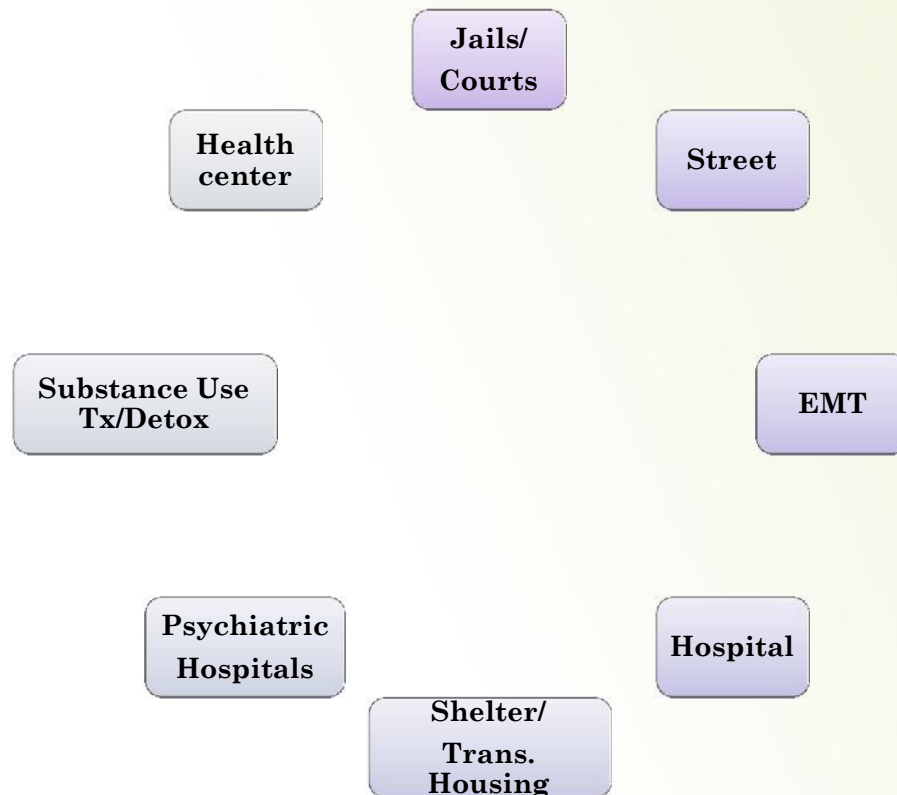 Jails/
Courts
Health
center
Street
Substance Use
Tx/Detox
EMT
Psychiatric
Hospitals
Hospital
Shelter/
Trans.
Housing